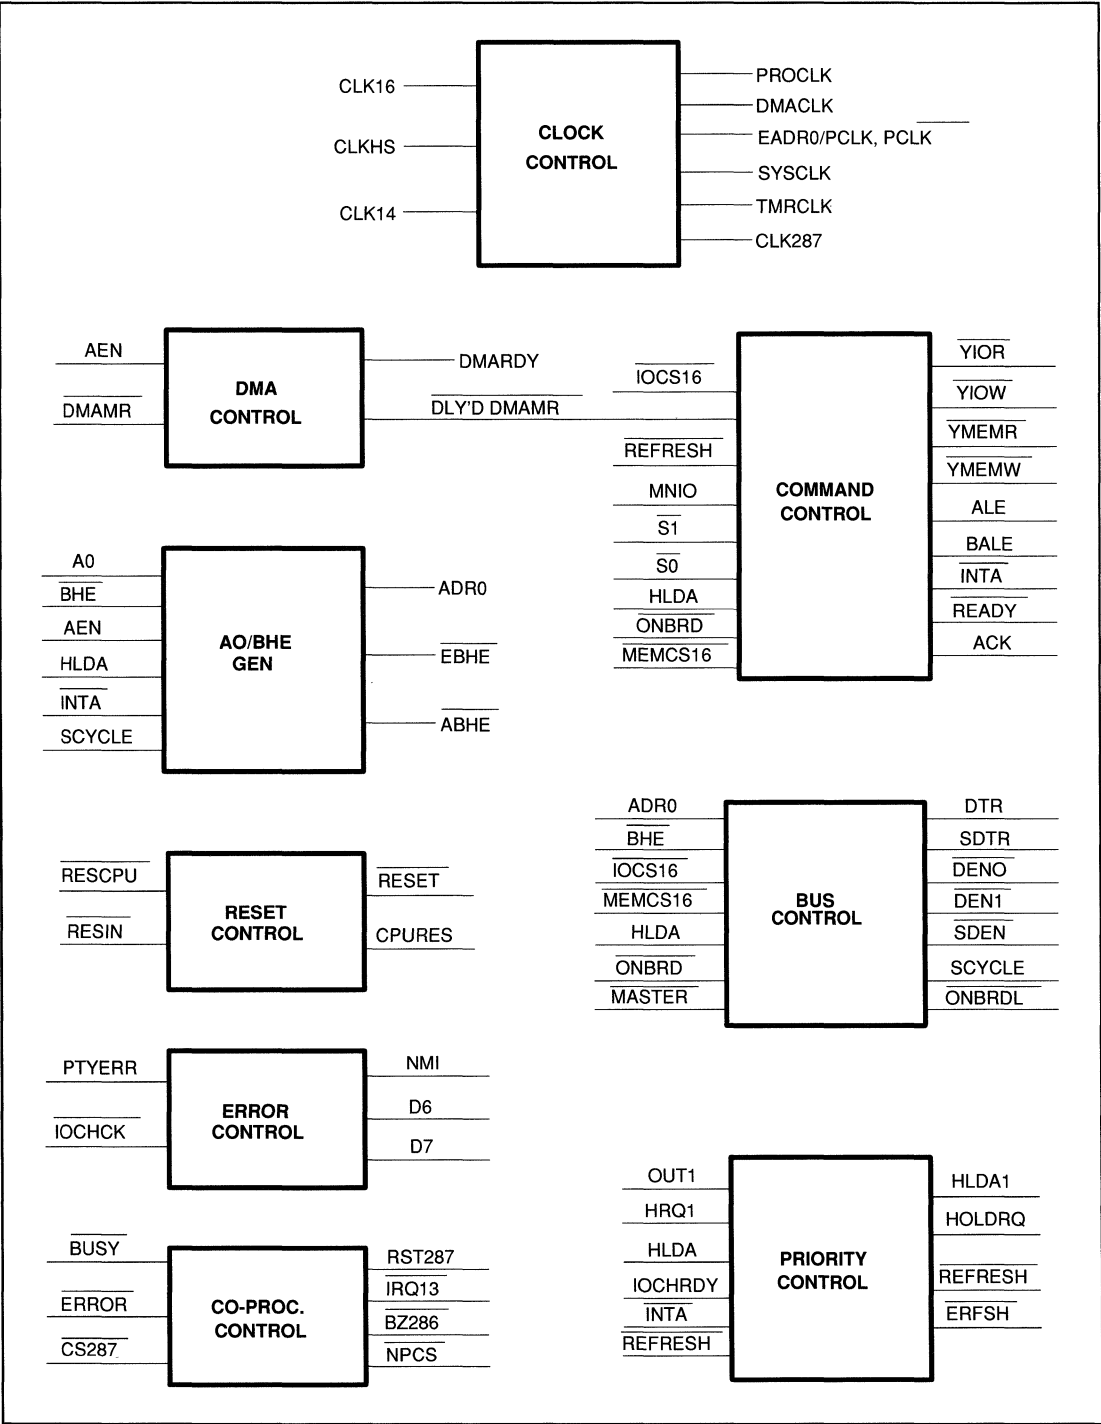 CLK16
CLKHS
CLK14
CLOCK
CONTROL
PROCLK
DMACLK
EADR0/PCLK, PCLK
SYSCLK
TMRCLK
CLK287
AEN
DMAMR
DMA
CONTROL
DMARDY
DLY'D DMAMR
IOCS16
REFRESH
MNIO
S1
S0
HLDA
ONBRD
MEMCS16
COMMAND
CONTROL
YIOR
YIOW
YMEMR
YMEMW
ALE
BALE
INTA
READY
ACK
A0
BHE
AEN
HLDA
INTA
SCYCLE
AO/BHE
GEN
ADR0
EBHE
ABHE
ADR0
BHE
IOCS16
MEMCS16
HLDA
ONBRD
MASTER
BUS
CONTROL
DTR
SDTR
DENO
DEN1
SDEN
SCYCLE
ONBRDL
RESCPU
RESIN
RESET
CONTROL
RESET
CPURES
PTYERR
IOCHCK
ERROR
CONTROL
NMI
D6
D7
OUT1
HRQ1
HLDA
IOCHRDY
INTA
REFRESH
PRIORITY
CONTROL
HLDA1
HOLDRQ
REFRESH
ERFSH
BUSY
ERROR
CS287
CO-PROC.
CONTROL
RST287
IRQ13
BZ286
NPCS